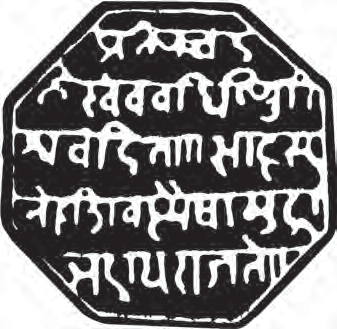 प्रतिपच्चंद्र
लेखेव वर्धिष्णुर्वि
श्ववंदिता ॥ साहसू
नोः शिवस्यैषा मुद्रा
भद्राय राजते ॥